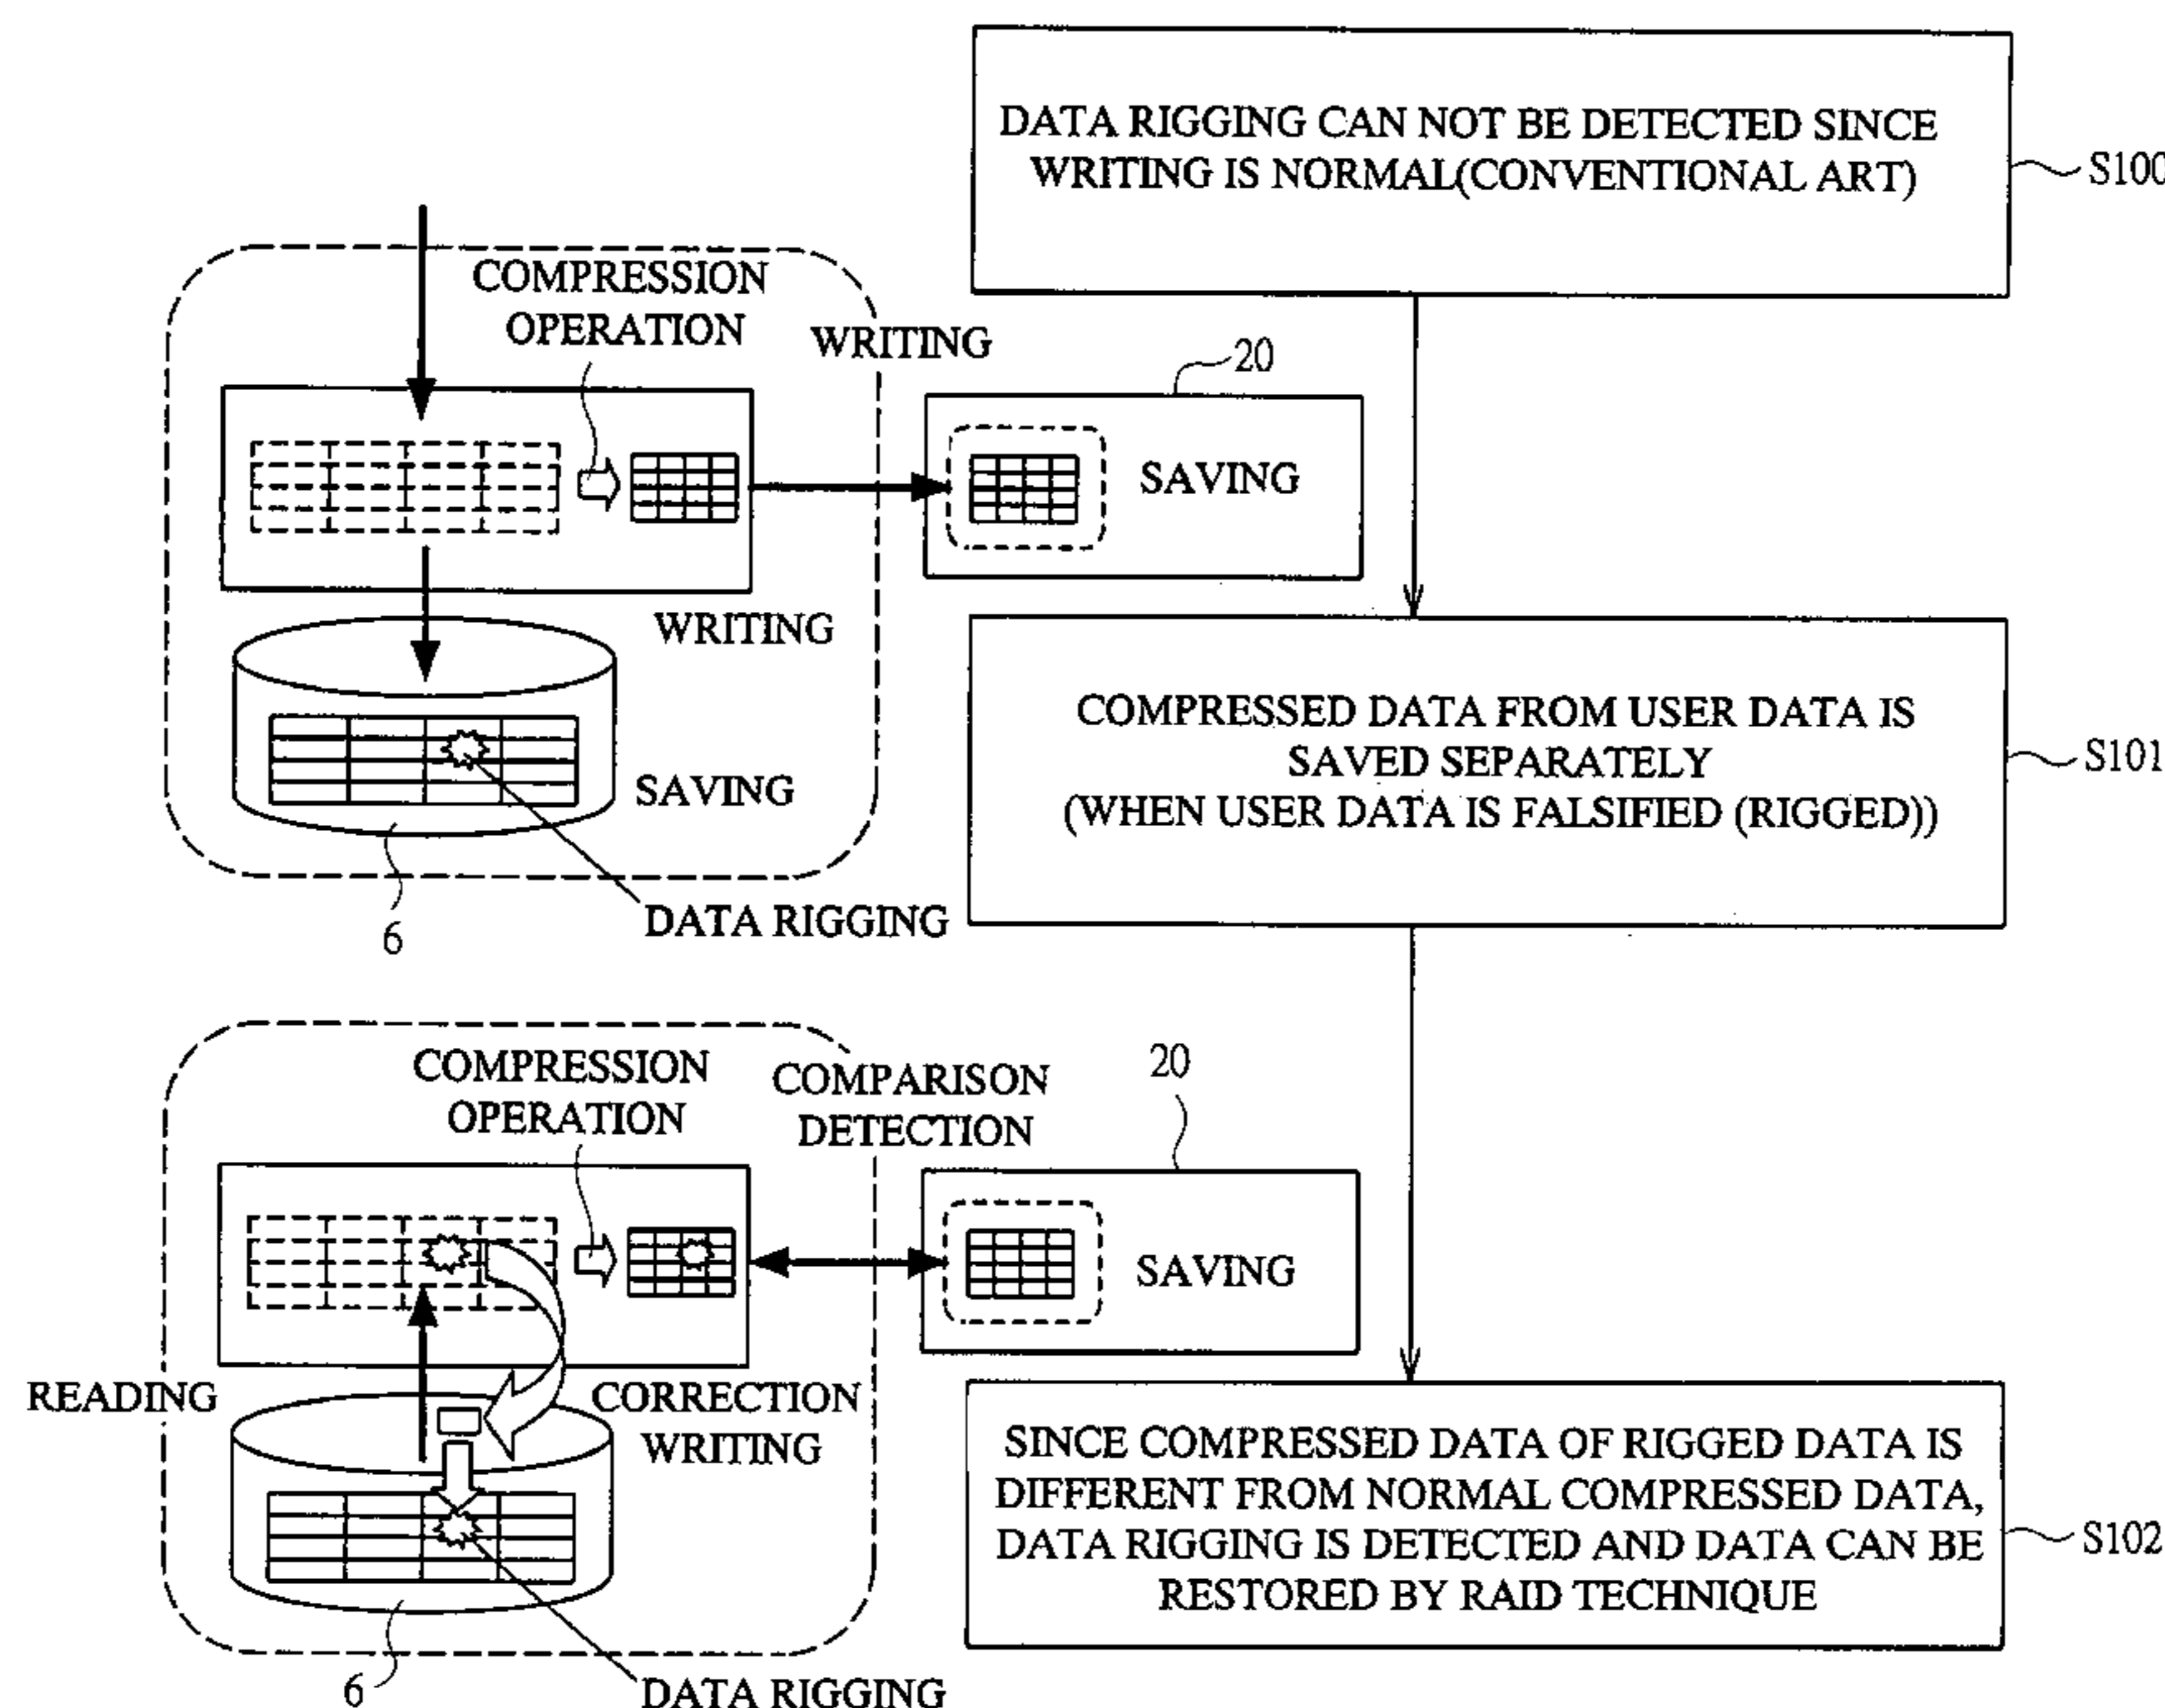 DATA RIGGING CAN NOT BE DETECTED SINCE
WRITING IS NORMAL(CONVENTIONAL ART)
S100
COMPRESSION
OPERATION
WRITING
20
SAVING
WRITING
SAVING
6
DATA RIGGING
COMPRESSED DATA FROM USER DATA IS
SAVED SEPARATELY
(WHEN USER DATA IS FALSIFIED (RIGGED))
S101
COMPRESSION
OPERATION
COMPARISON
DETECTION
20
SAVING
READING
CORRECTION
WRITING
6
DATA RIGGING
SINCE COMPRESSED DATA OF RIGGED DATA IS
DIFFERENT FROM NORMAL COMPRESSED DATA,
DATA RIGGING IS DETECTED AND DATA CAN BE
RESTORED BY RAID TECHNIQUE
S102